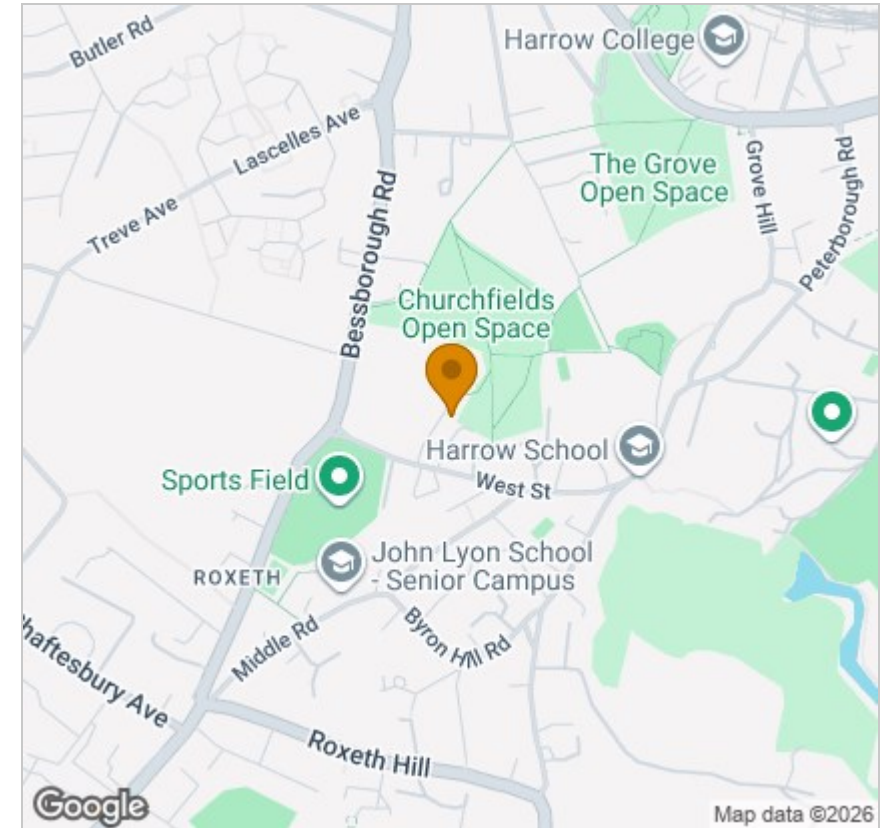 Butler Rd
Harrow College
Lascelles Ave
The Grove
Open Space
Grove Hill
Peterborough Rd
Treve Ave
Bessborough Rd
Churchfields
Open Space
Harrow School
Sports Field
West St
John Lyon School
- Senior Campus
ROXETH
Middle Rd
Byron Hill Rd
Shaftesbury Ave
Roxeth Hill
Google
Map data ©2026